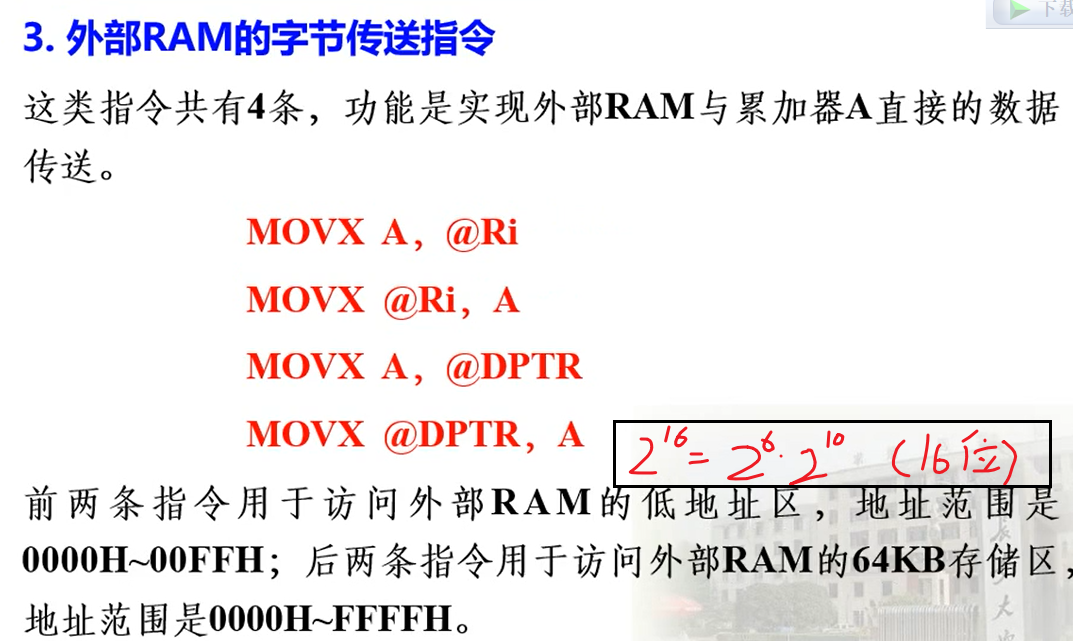 下载
3. 外部RAM的字节传送指令
这类指令共有4条，功能是实现外部RAM与累加器A直接的数据
传送。
MOVX A，@Ri
MOVX @Ri，A
MOVX A，@DPTR
MOVX @DPTR，A
2^16=2^6·2^10 (16位)
前两条指令用于访问外部RAM的低地址区，地址范围是
0000H~00FFH；后两条指令用于访问外部RAM的64KB存储区，
地址范围是0000H~FFFFH。